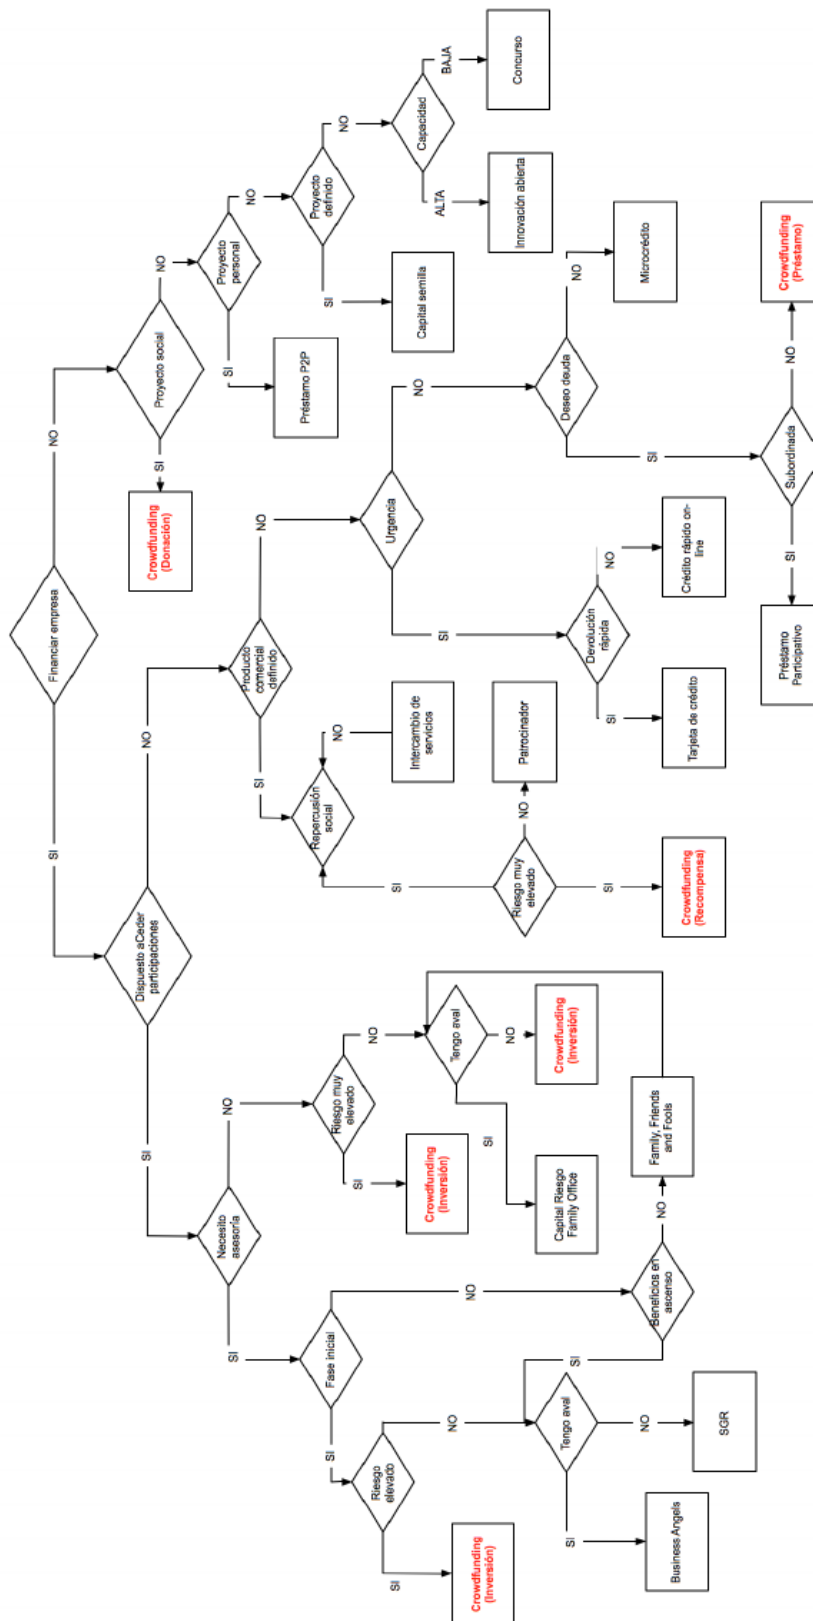 Financiar empresa
SI
NO
Dispuesto aCeder
participaciones
SI
NO
Proyecto social
SI
NO
Crowdfunding
(Donación)
Proyecto
personal
SI
NO
Préstamo P2P
Proyecto
definido
SI
NO
Capital semilla
Capacidad
ALTA
BAJA
Innovación abierta
Concurso
Necesito
asesoría
SI
NO
Producto
comercial
definido
SI
NO
Repercusión
social
NO
SI
Intercambio de
servicios
Riesgo muy
elevado
NO
SI
Patrocinador
Crowdfunding
(Recompensa)
Urgencia
SI
NO
Devolución
rápida
SI
NO
Tarjeta de crédito
Crédito rápido on-
line
Deseo deuda
SI
NO
Microcrédito
Subordinada
SI
NO
Préstamo
Participativo
Crowdfunding
(Préstamo)
Fase inicial
SI
NO
Riesgo muy
elevado
SI
NO
Crowdfunding
(Inversión)
Tengo aval
SI
NO
Capital Riesgo
Family Office
Crowdfunding
(Inversión)
Riesgo
elevado
SI
NO
Crowdfunding
(Inversión)
Tengo aval
SI
NO
Business Angels
SGR
Beneficios en
ascenso
SI
NO
Family, Friends
and Fools